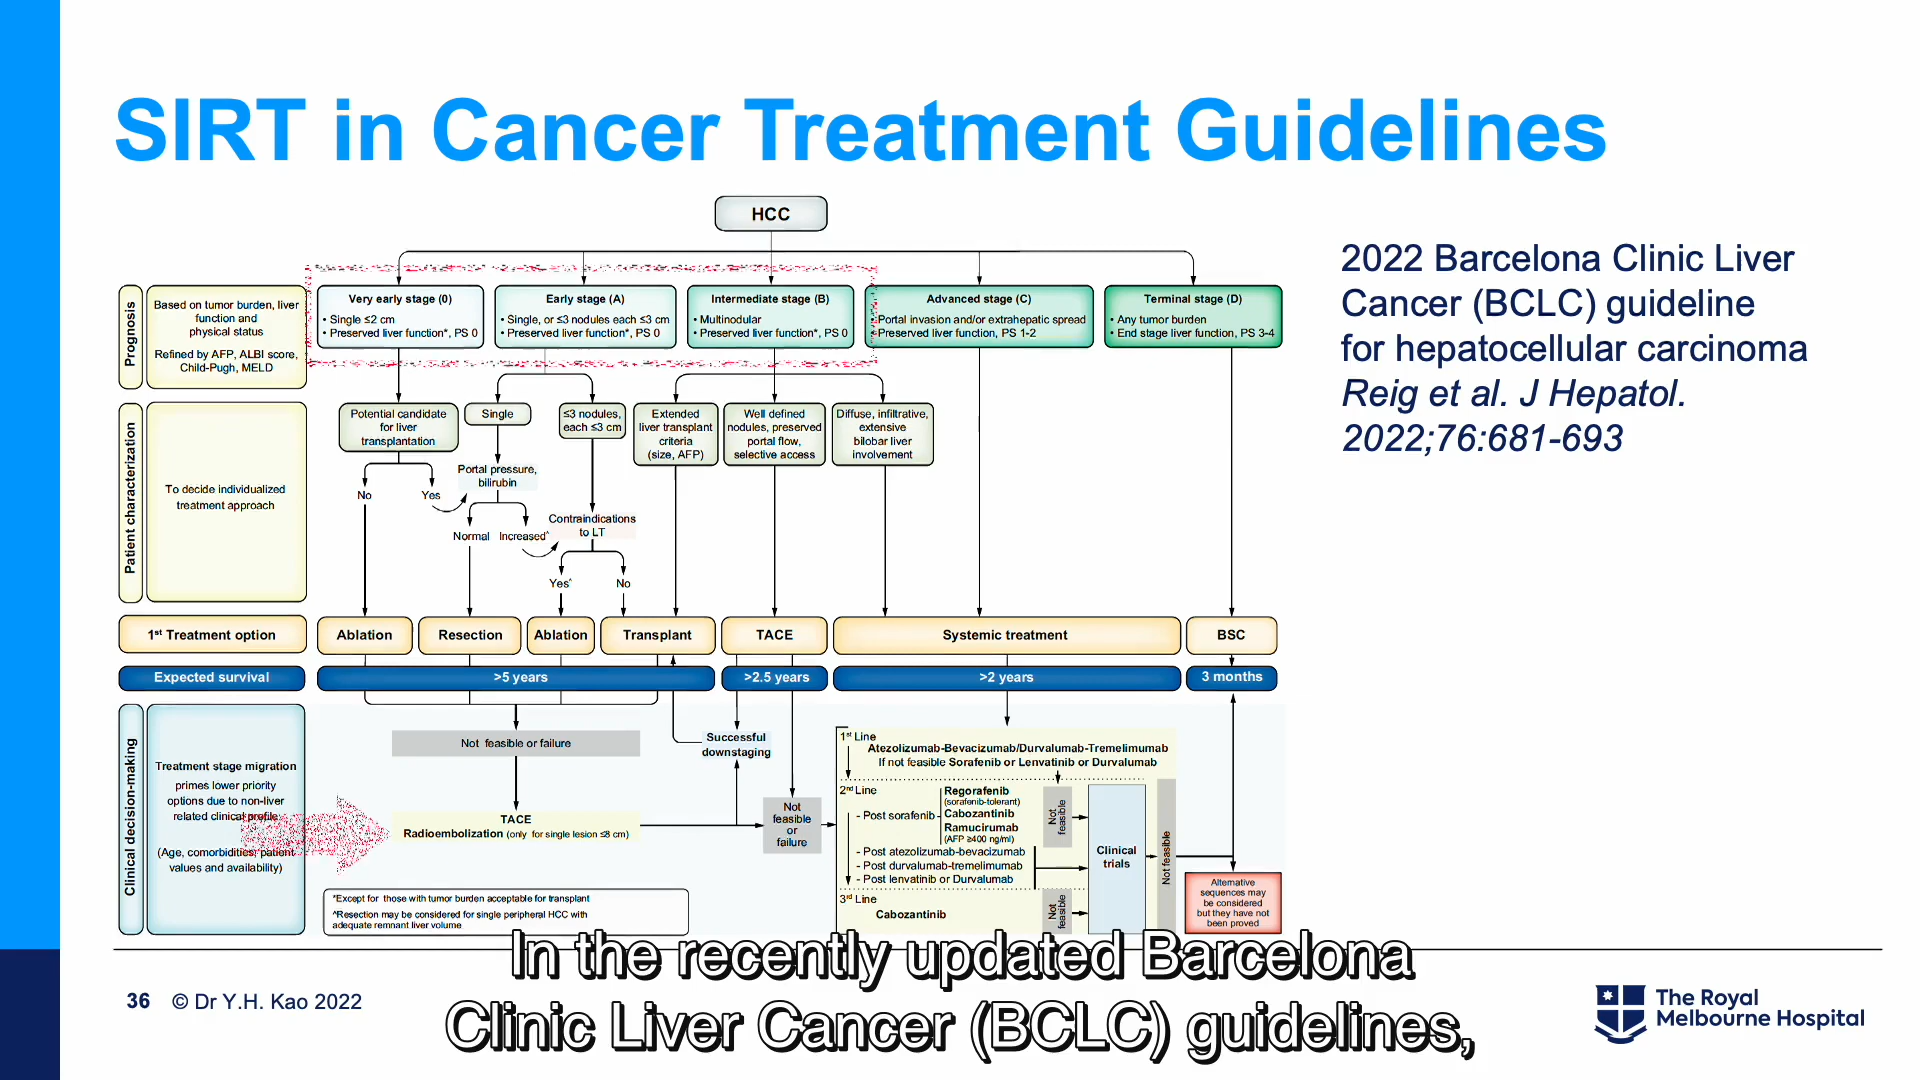 SIRT in Cancer Treatment Guidelines
HCC
2022 Barcelona Clinic Liver
Cancer (BCLC) guideline
for hepatocellular carcinoma
Reig et al. J Hepatol.
2022;76:681-693
Prognosis
Based on tumor burden, liver
function and
physical status
Refined by AFP, ALBI score,
Child-Pugh, MELD
Very early stage (0)
• Single ≤2 cm
• Preserved liver function*, PS 0
Early stage (A)
• Single, or ≤3 nodules each ≤3 cm
• Preserved liver function*, PS 0
Intermediate stage (B)
• Multinodular
• Preserved liver function*, PS 0
Advanced stage (C)
• Portal invasion and/or extrahepatic spread
• Preserved liver function, PS 1-2
Terminal stage (D)
• Any tumor burden
• End stage liver function, PS 3-4
Patient characterization
To decide individualized
treatment approach
Potential candidate
for liver
transplantation
Single
≤3 nodules,
each ≤3 cm
Extended
liver transplant
criteria
(size, AFP)
Well defined
nodules, preserved
portal flow,
selective access
Diffuse, infiltrative,
extensive
bilobar liver
involvement
Portal pressure,
bilirubin
No
Yes
Normal
Increased^
Contraindications
to LT
Yes^
No
1st Treatment option
Ablation
Resection
Ablation
Transplant
TACE
Systemic treatment
BSC
Expected survival
>5 years
>2.5 years
>2 years
3 months
Clinical decision-making
Treatment stage migration
primes lower priority
options due to non-liver
related clinical profile.
(Age, comorbidities, patient
values and availability)
Not feasible or failure
Successful
downstaging
TACE
Radioembolization (only for single lesion ≤8 cm)
Not
feasible
or
failure
1st Line
Atezolizumab-Bevacizumab/Durvalumab-Tremelimumab
If not feasible Sorafenib or Lenvatinib or Durvalumab
2nd Line
- Post sorafenib
Regorafenib
(sorafenib-tolerant)
Cabozantinib
Ramucirumab
(AFP ≥400 ng/ml)
- Post atezolizumab-bevacizumab
- Post durvalumab-tremelimumab
- Post lenvatinib or Durvalumab
3rd Line
Cabozantinib
Not
feasible
Not
feasible
Clinical
trials
Not feasible
Alternative
sequences may
be considered
but they have not
been proved
*Except for those with tumor burden acceptable for transplant
^Resection may be considered for single peripheral HCC with
adequate remnant liver volume
In the recently updated Barcelona
Clinic Liver Cancer (BCLC) guidelines,
36 © Dr Y.H. Kao 2022
The Royal
Melbourne Hospital